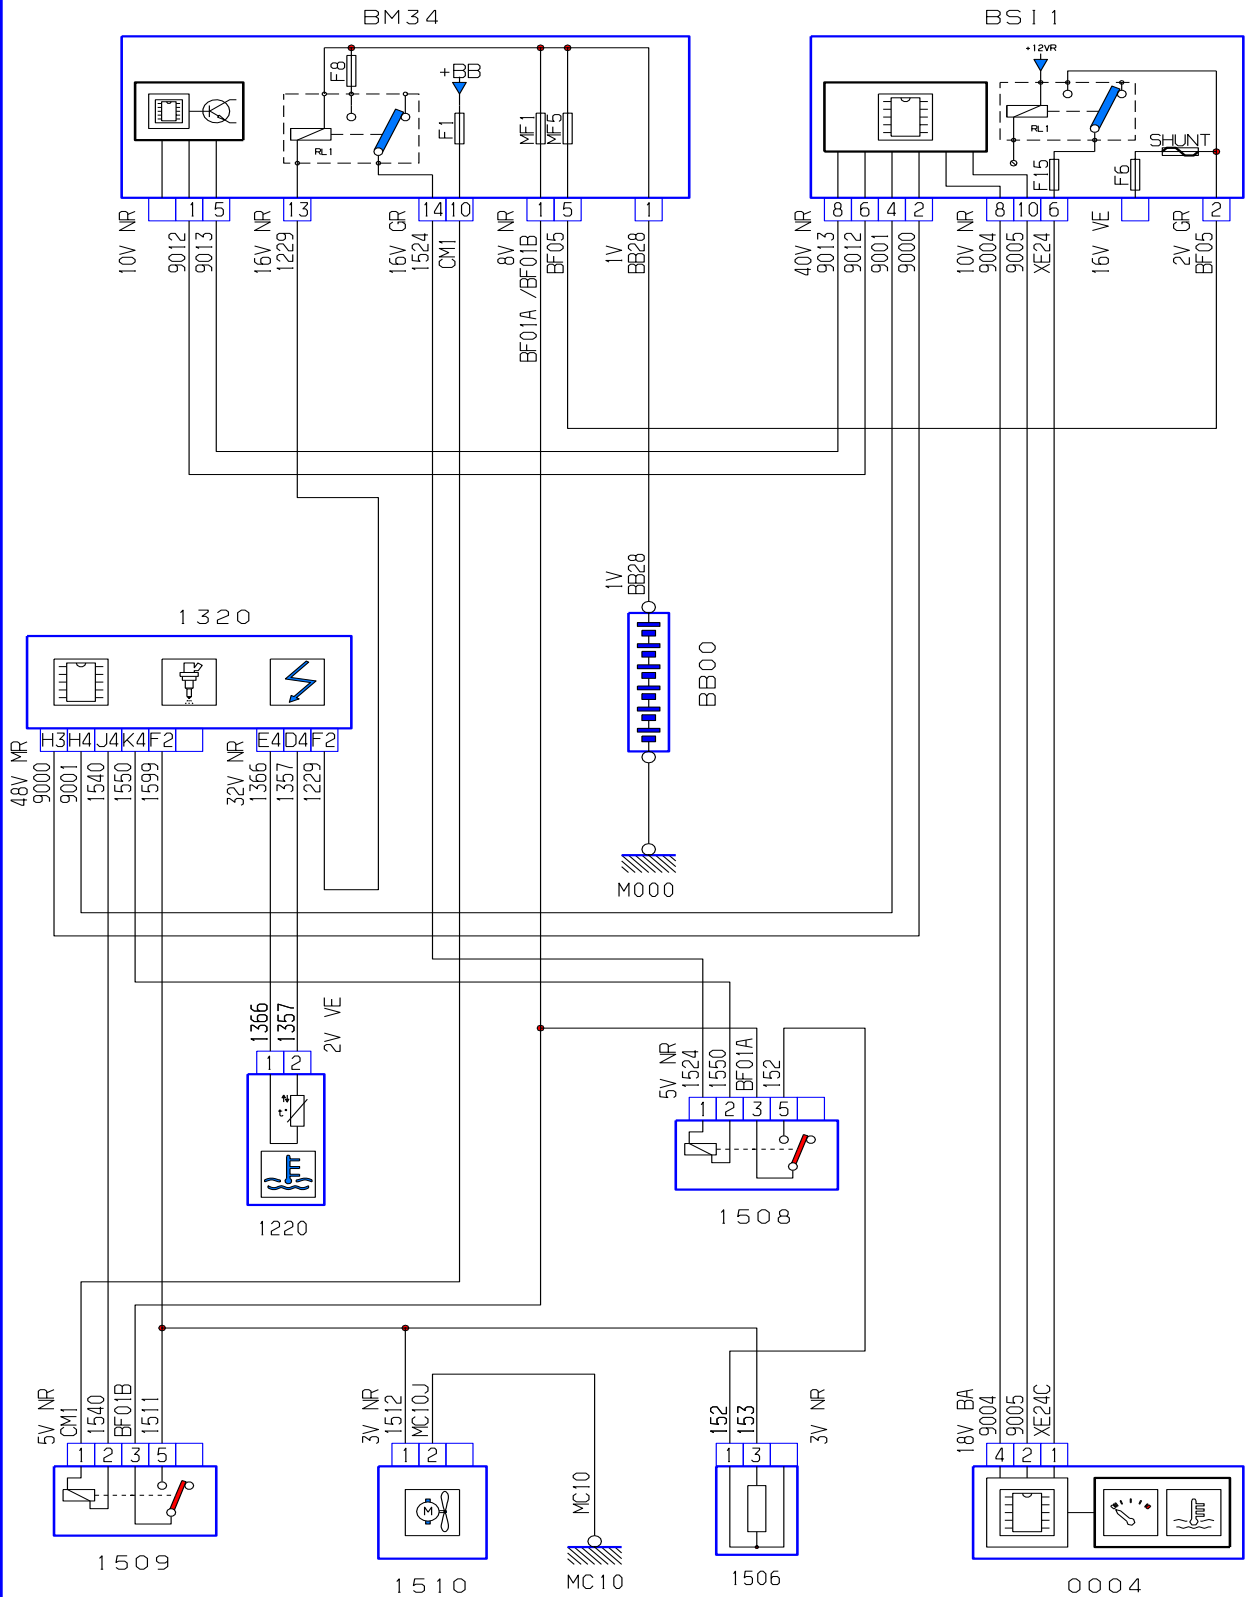 BM34
BSI1
F8
+BB
F1
MF1
MF5
RL1
+12VR
RL1
SHUNT
F15
F6
1 5
13
14 10
1 5
1
8 6 4 2
8 10 6
2
10V NR
9012
9013
16V NR
1229
16V GR
1524
CM1
8V NR
BF01A /BF01B
BF05
1V
BB28
40V NR
9013
9012
9001
9000
10V NR
9004
9005
XE24
16V VE
2V GR
BF05
1V
BB28
BB00
M000
1320
H3 H4 J4 K4 F2
E4 D4 F2
48V MR
9000
9001
1540
1550
1599
32V NR
1366
1357
1229
1366
1357
2V VE
1 2
t°
1220
5V NR
1524
1550
BF01A
152
1 2 3 5
1508
5V NR
CM1
1540
BF01B
1511
1 2 3 5
1509
3V NR
1512
MC10J
1 2
M
1510
MC10
MC10
152
153
3V NR
1 3
1506
18V BA
9004
9005
XE24C
4 2 1
0004